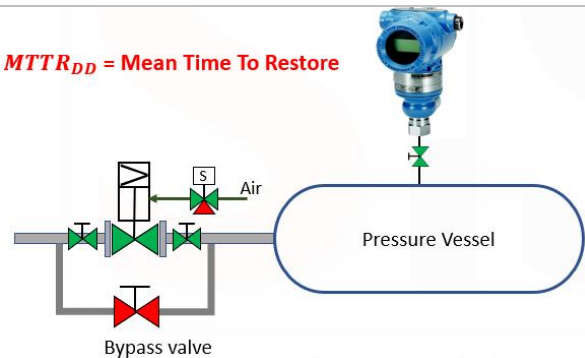 MTTR_DD = Mean Time To Restore
S
Air
Pressure Vessel
Bypass valve